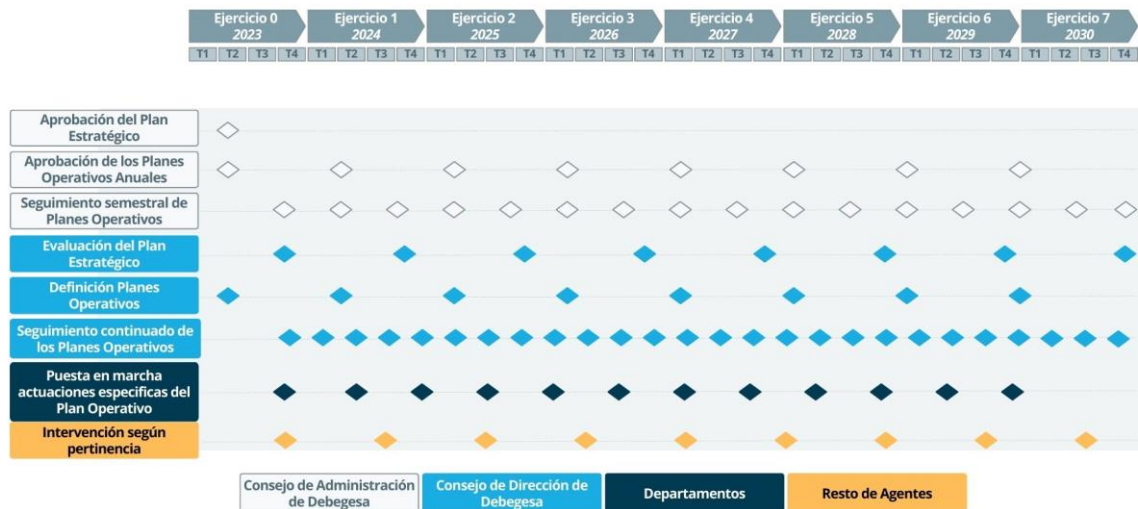 Ejercicio 0 Ejercicio 1 Ejercicio 2 Ejercicio 3 Ejercicio 4 Ejercicio 5 Ejercicio 6 Ejercicio 7
2023 2024 2025 2026 2027 2028 2029 2030
T1 T2 T3 T4 T1 T2 T3 T4 T1 T2 T3 T4 T1 T2 T3 T4 T1 T2 T3 T4 T1 T2 T3 T4 T1 T2 T3 T4 T1 T2 T3 T4
Aprobación del Plan
Estratégico
Aprobación de los Planes
Operativos Anuales
Seguimiento semestral de
Planes Operativos
Evaluación del Plan
Estratégico
Definición Planes
Operativos
Seguimiento continuado de
los Planes Operativos
Puesta en marcha
actuaciones especificas del
Plan Operativo
Intervención según
pertinencia
Consejo de Administración
de Debegesa
Consejo de Dirección de
Debegesa
Departamentos
Resto de Agentes